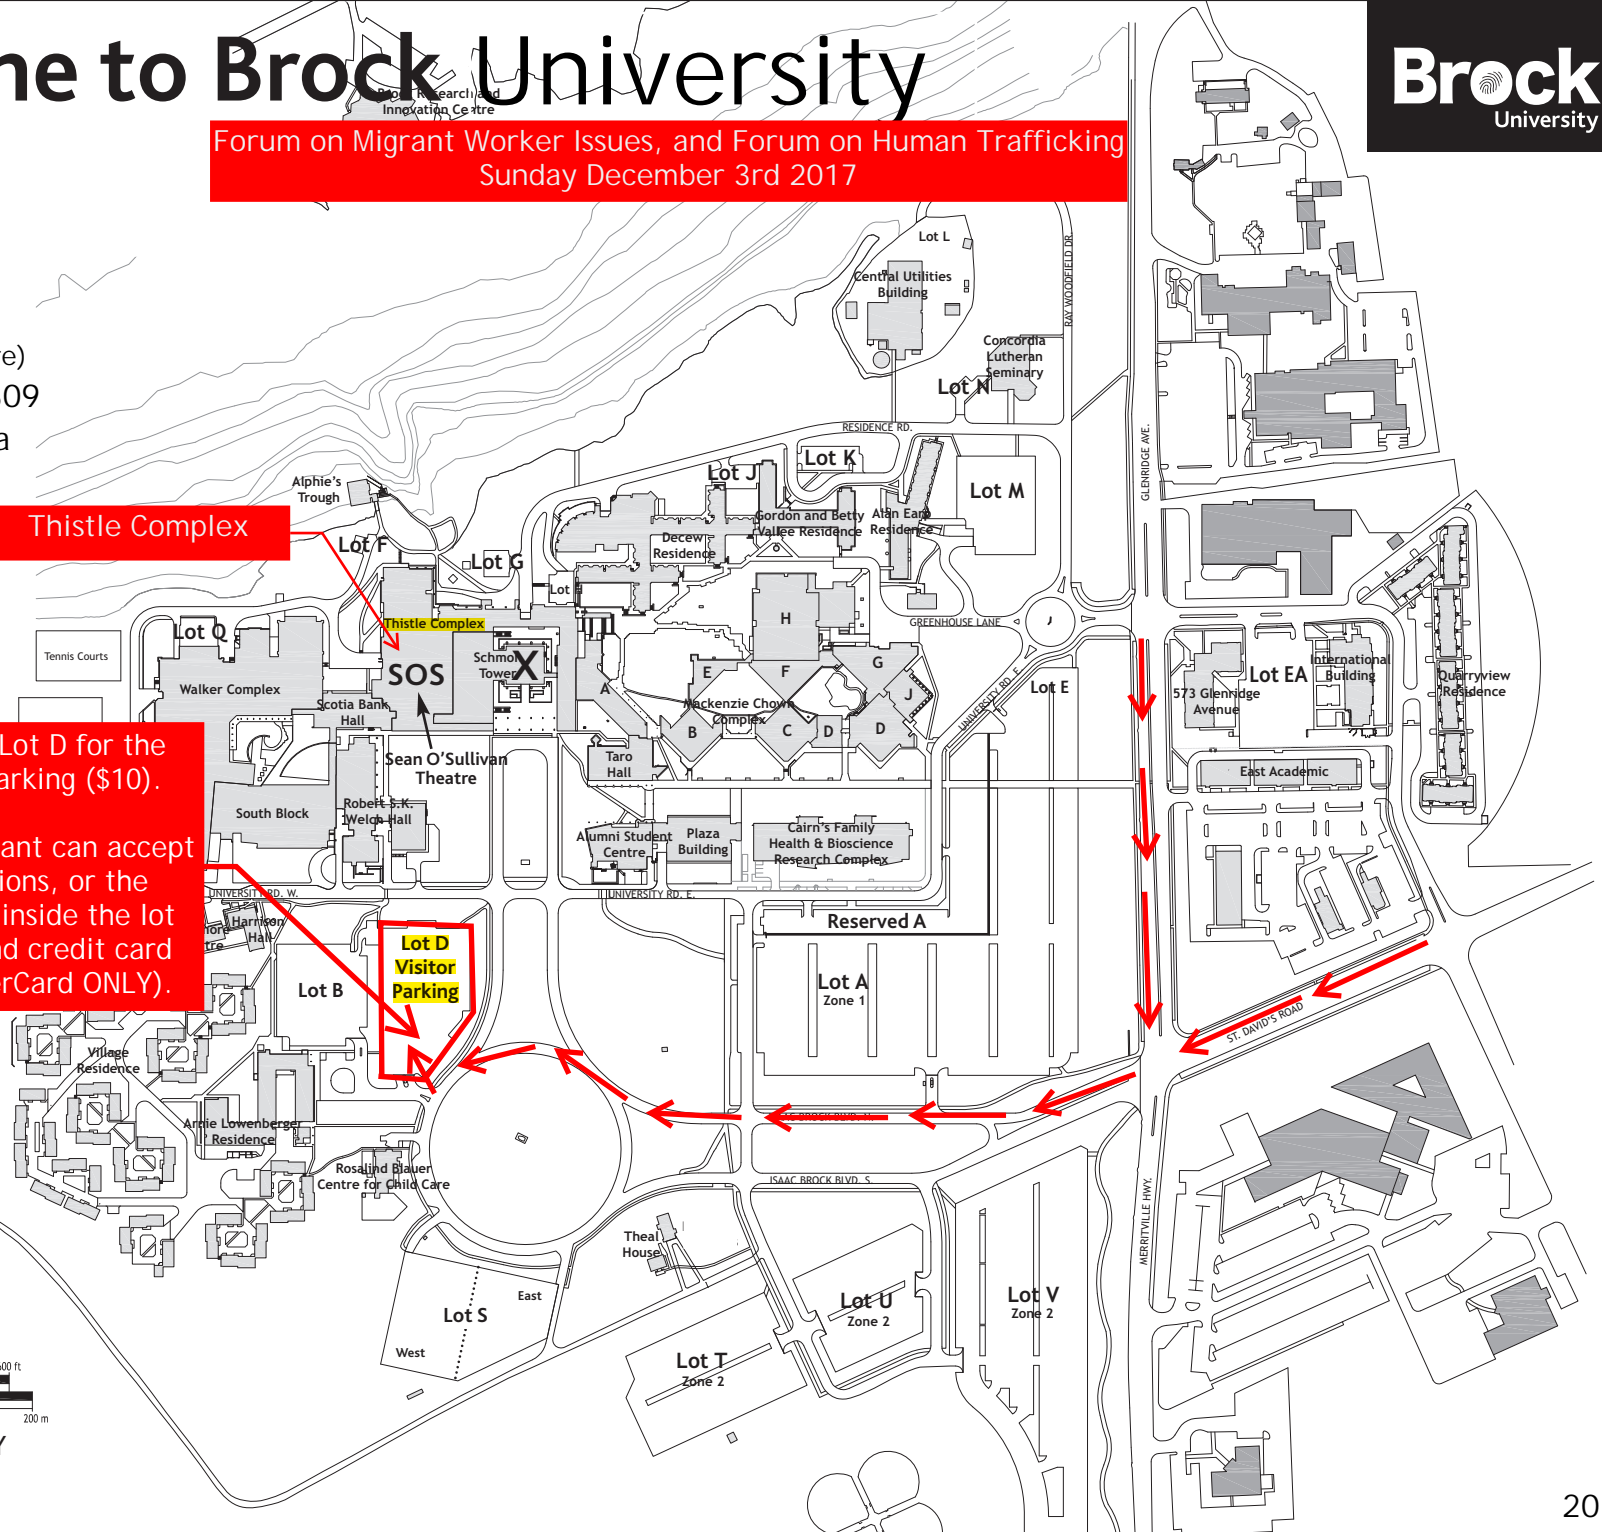 ne to Brock University
Brock
University
Brock Research and
Innovation Centre
Forum on Migrant Worker Issues, and Forum on Human Trafficking
Sunday December 3rd 2017
Lot L
Central Utilities
Building
RAY WOODFIELD DR.
Concordia
Lutheran
Seminary
Lot N
re)
a
RESIDENCE RD.
GLENRIDGE AVE.
Lot K
Lot J
Lot M
Alphie's
Trough
Gordon and Betty
Vallee Residence
Alan Earp
Residence
Thistle Complex
Lot F
Decew
Residence
Lot G
Lot
H
GREENHOUSE LANE
J
Lot Q
Thistle Complex
Tennis Courts
SOS
Schmon
Tower
X
Walker Complex
Scotia Bank
Hall
A
E
F
G
J
Mackenzie Chown
Complex
B
C
D
D
UNIVERSITY RD. E.
Lot E
573 Glenridge
Avenue
Lot EA
International
Building
Quarryview
Residence
Lot D for the
arking ($10).
ant can accept
ions, or the
inside the lot
nd credit card
erCard ONLY).
Sean O'Sullivan
Theatre
Taro
Hall
East Academic
South Block
Robert S.K.
Welch Hall
Alumni Student
Centre
Plaza
Building
Cairn's Family
Health & Bioscience
Research Complex
UNIVERSITY RD. W.
UNIVERSITY RD. E.
Harrison
Hall
Reserved A
Lot D
Visitor
Parking
Lot B
Lot A
Zone 1
ST. DAVID'S ROAD
Village
Residence
Arnie Lowenberger
Residence
Rosalind Blauer
Centre for Child Care
ISAAC BROCK BLVD. S.
MERRITVILLE HWY.
Theal
House
Lot S
East
West
Lot U
Zone 2
Lot V
Zone 2
Lot T
Zone 2
200 m
20